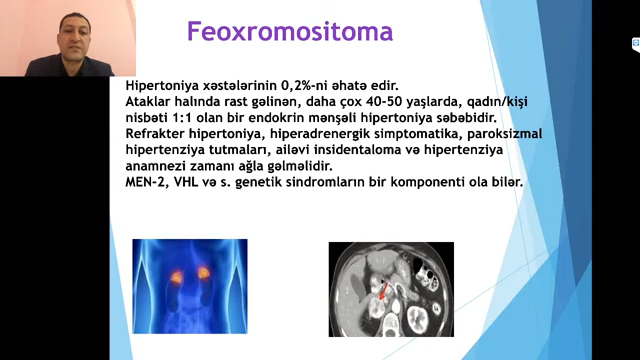 Feoxromositoma
Hipertoniya xəstələrinin 0,2%-ni əhatə edir.
Ataklar halında rast gəlinən, daha çox 40-50 yaşlarda, qadın/kişi
nisbəti 1:1 olan bir endokrin mənşəli hipertoniya səbəbidir.
Refrakter hipertoniya, hiperadrenergik simptomatika, paroksizmal
hipertenziya tutmaları, ailəvi insidentaloma və hipertenziya
anamnezi zamanı ağla gəlməlidir.
MEN-2, VHL və s. genetik sindromların bir komponenti ola bilər.